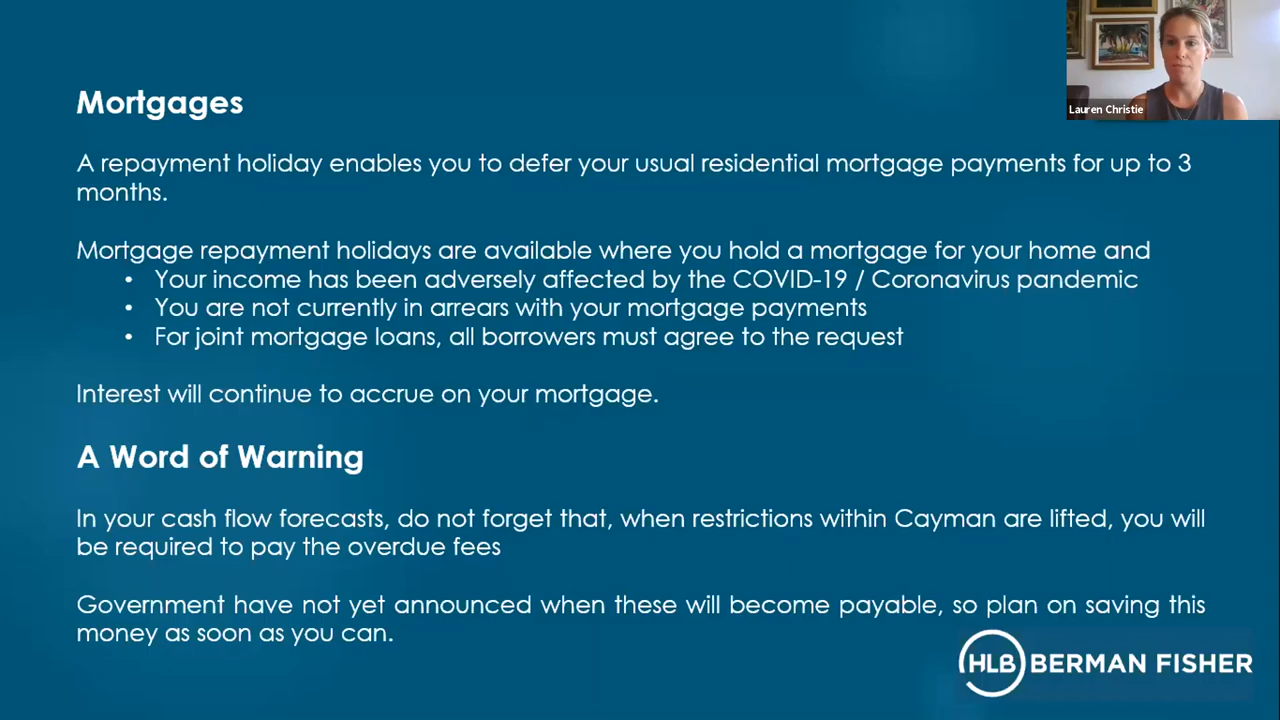 Mortgages
Lauren Christie
A repayment holiday enables you to defer your usual residential mortgage payments for up to 3
months.
Mortgage repayment holidays are available where you hold a mortgage for your home and
• Your income has been adversely affected by the COVID-19 / Coronavirus pandemic
• You are not currently in arrears with your mortgage payments
• For joint mortgage loans, all borrowers must agree to the request
Interest will continue to accrue on your mortgage.
A Word of Warning
In your cash flow forecasts, do not forget that, when restrictions within Cayman are lifted, you will
be required to pay the overdue fees
Government have not yet announced when these will become payable, so plan on saving this
money as soon as you can.
HLB BERMAN FISHER